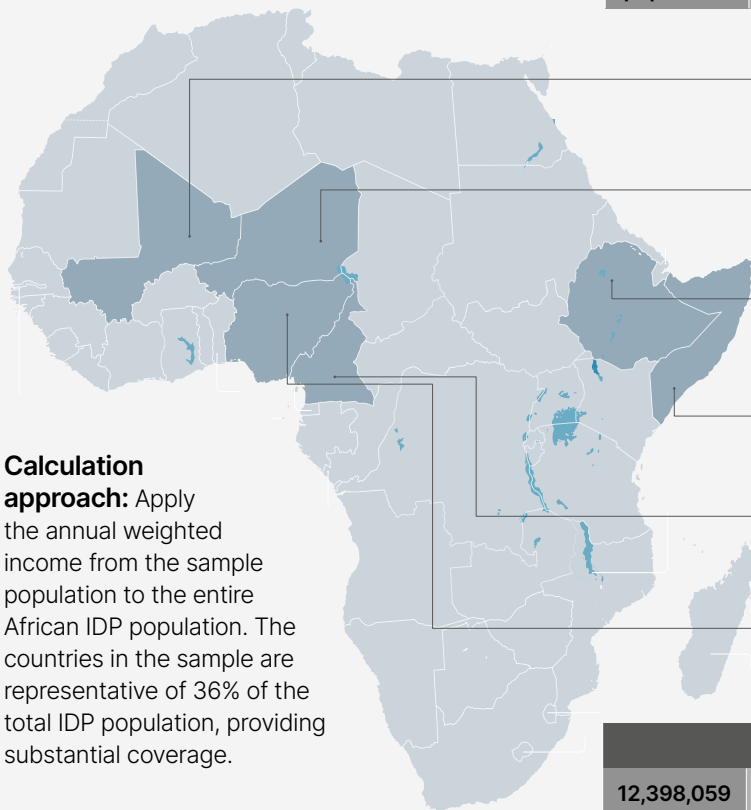 Calculation
approach: Apply
the annual weighted
income from the sample
population to the entire
African IDP population. The
countries in the sample are
representative of 36% of the
total IDP population, providing
substantial coverage.
12,398,059